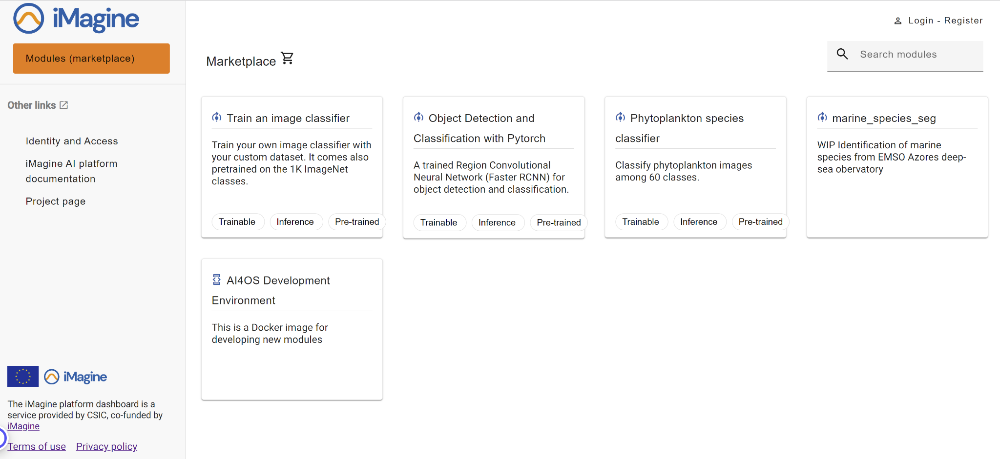 iMagine
Modules (marketplace)
Other links
Identity and Access
iMagine AI platform
documentation
Project page
iMagine
The iMagine platform dashboard is a
service provided by CSIC, co-funded by
iMagine
Terms of use Privacy policy
Login - Register
Marketplace
Search modules
Train an image classifier
Train your own image classifier with
your custom dataset. It comes also
pretrained on the 1K ImageNet
classes.
Trainable Inference Pre-trained
Object Detection and
Classification with Pytorch
A trained Region Convolutional
Neural Network (Faster RCNN) for
object detection and classification.
Trainable Inference Pre-trained
Phytoplankton species
classifier
Classify phytoplankton images
among 60 classes.
Trainable Inference Pre-trained
marine_species_seg
WIP Identification of marine
species from EMSO Azores deep-
sea obervatory
AI4OS Development
Environment
This is a Docker image for
developing new modules